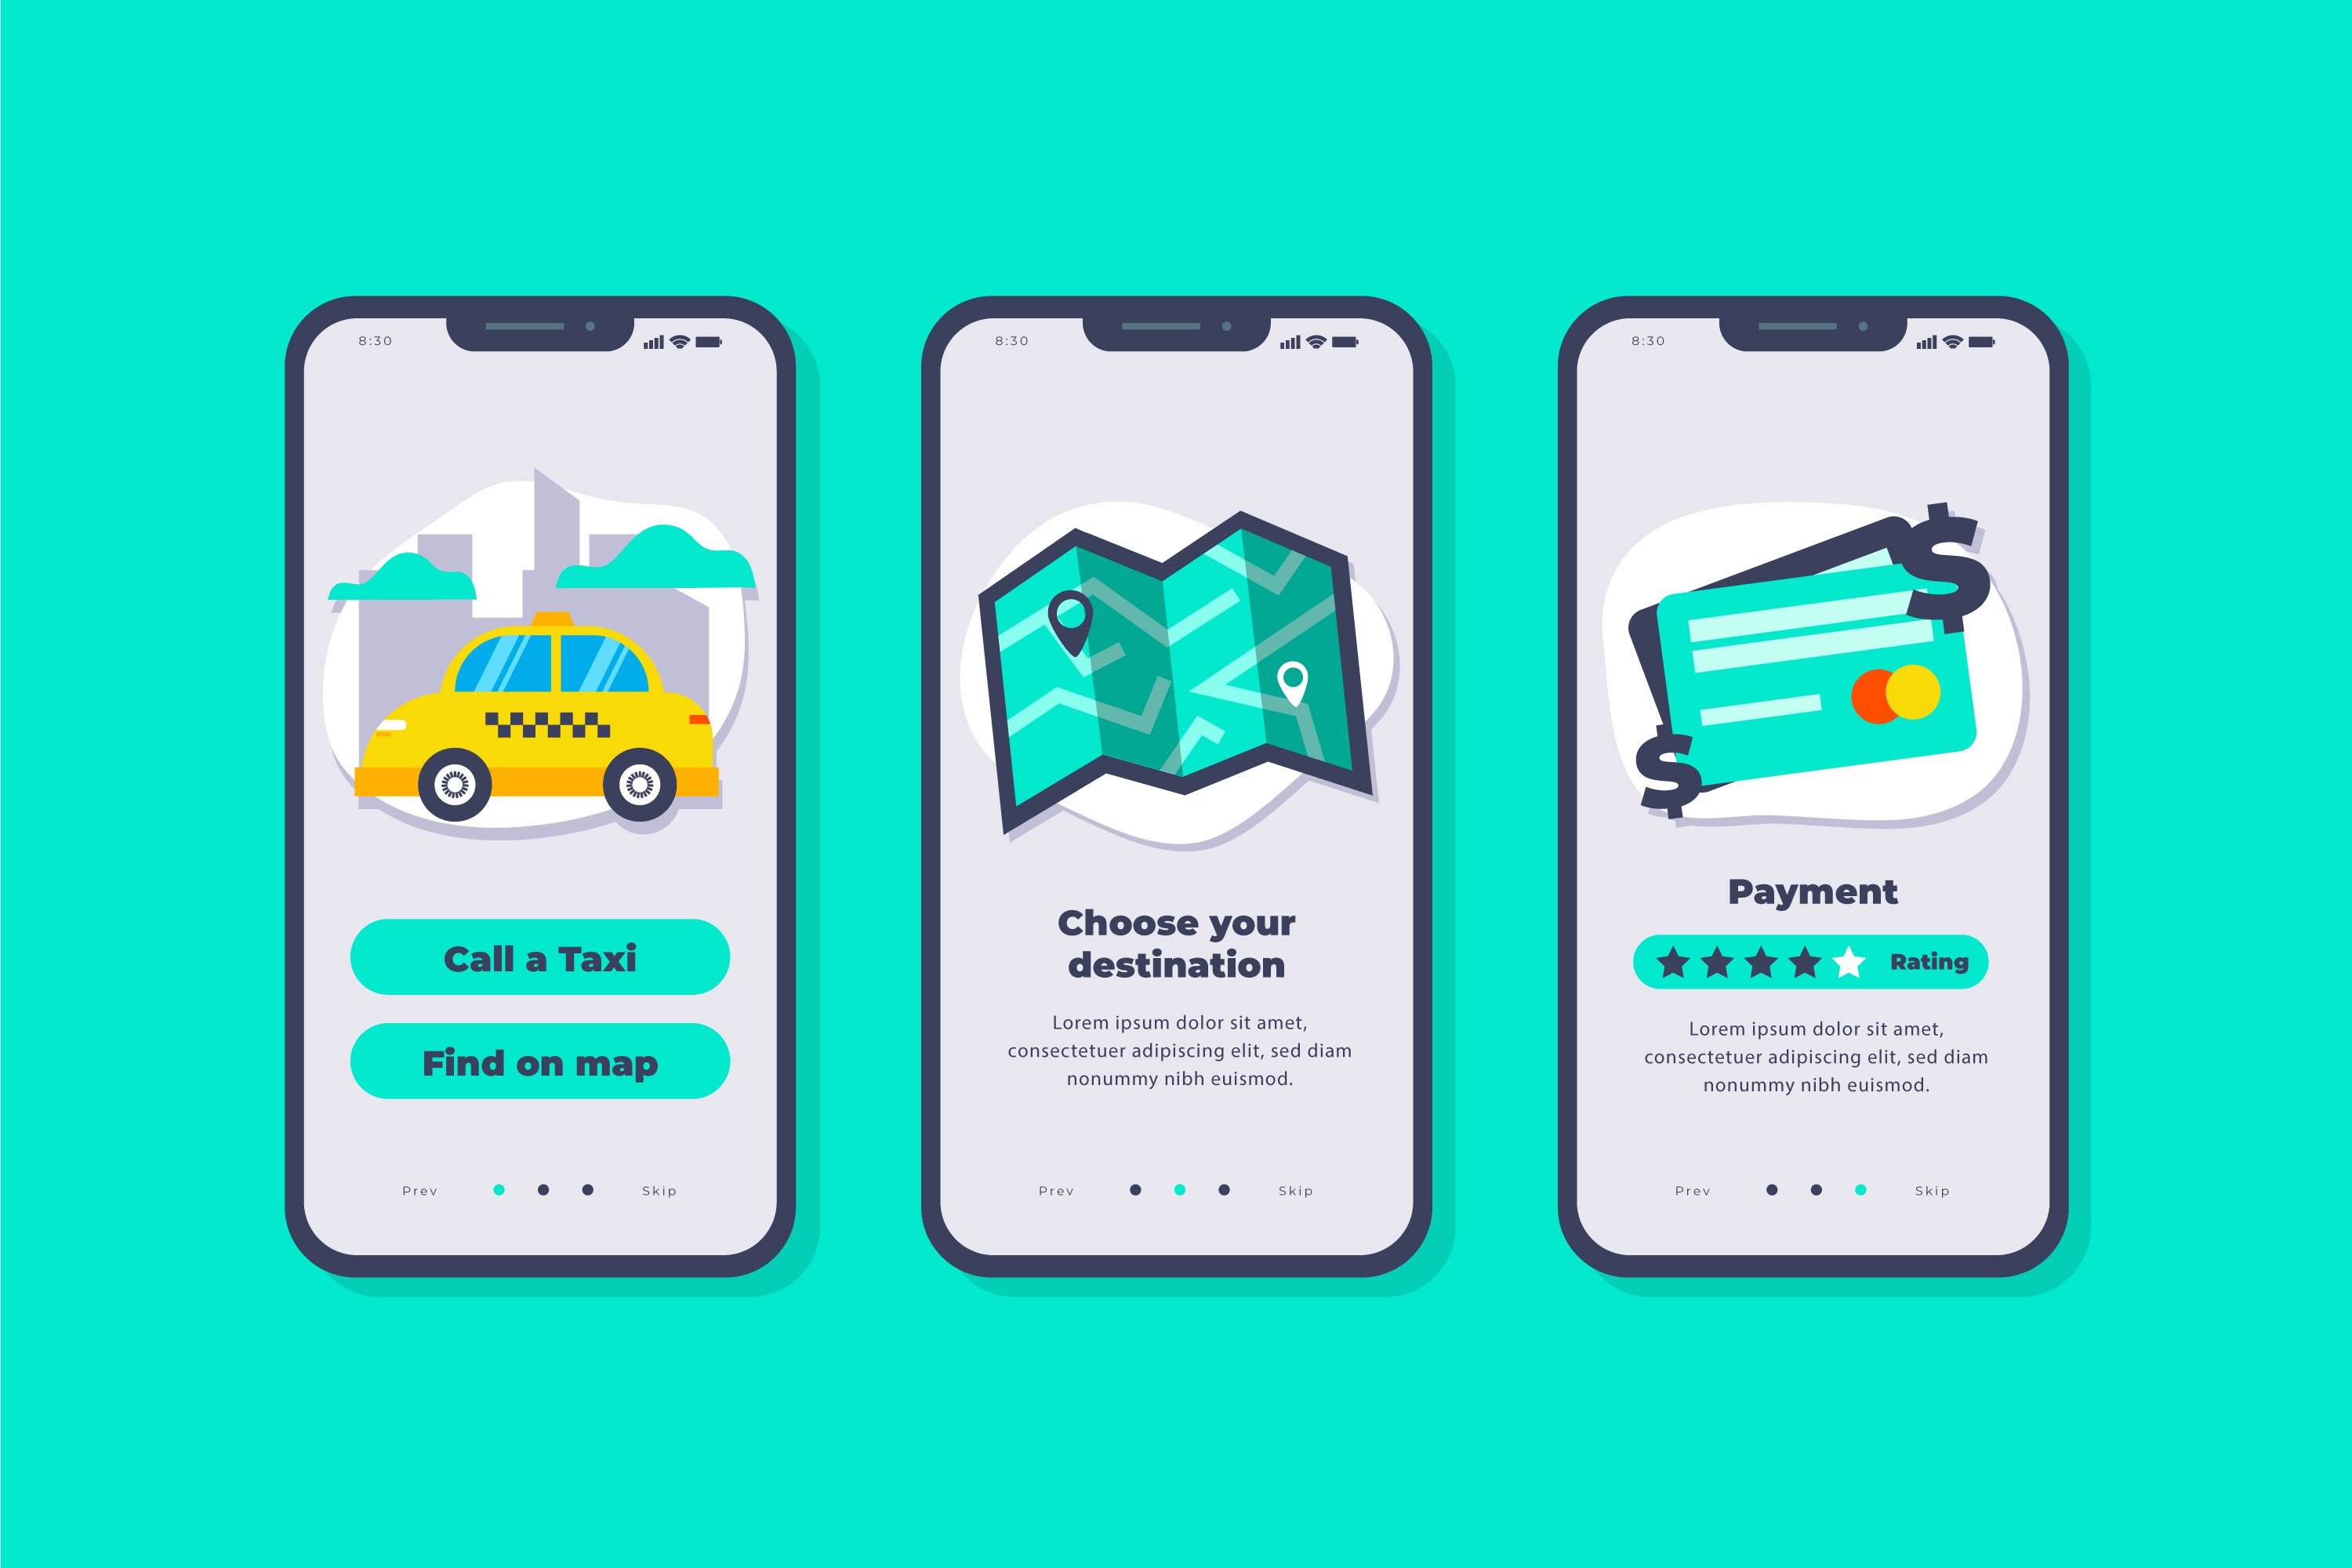 8:30
Call a Taxi
Find on map
Prev
Skip
8:30
Choose your
destination
Lorem ipsum dolor sit amet,
consectetuer adipiscing elit, sed diam
nonummy nibh euismod.
Prev
Skip
8:30
$
$
Payment
Rating
Lorem ipsum dolor sit amet,
consectetuer adipiscing elit, sed diam
nonummy nibh euismod.
Prev
Skip